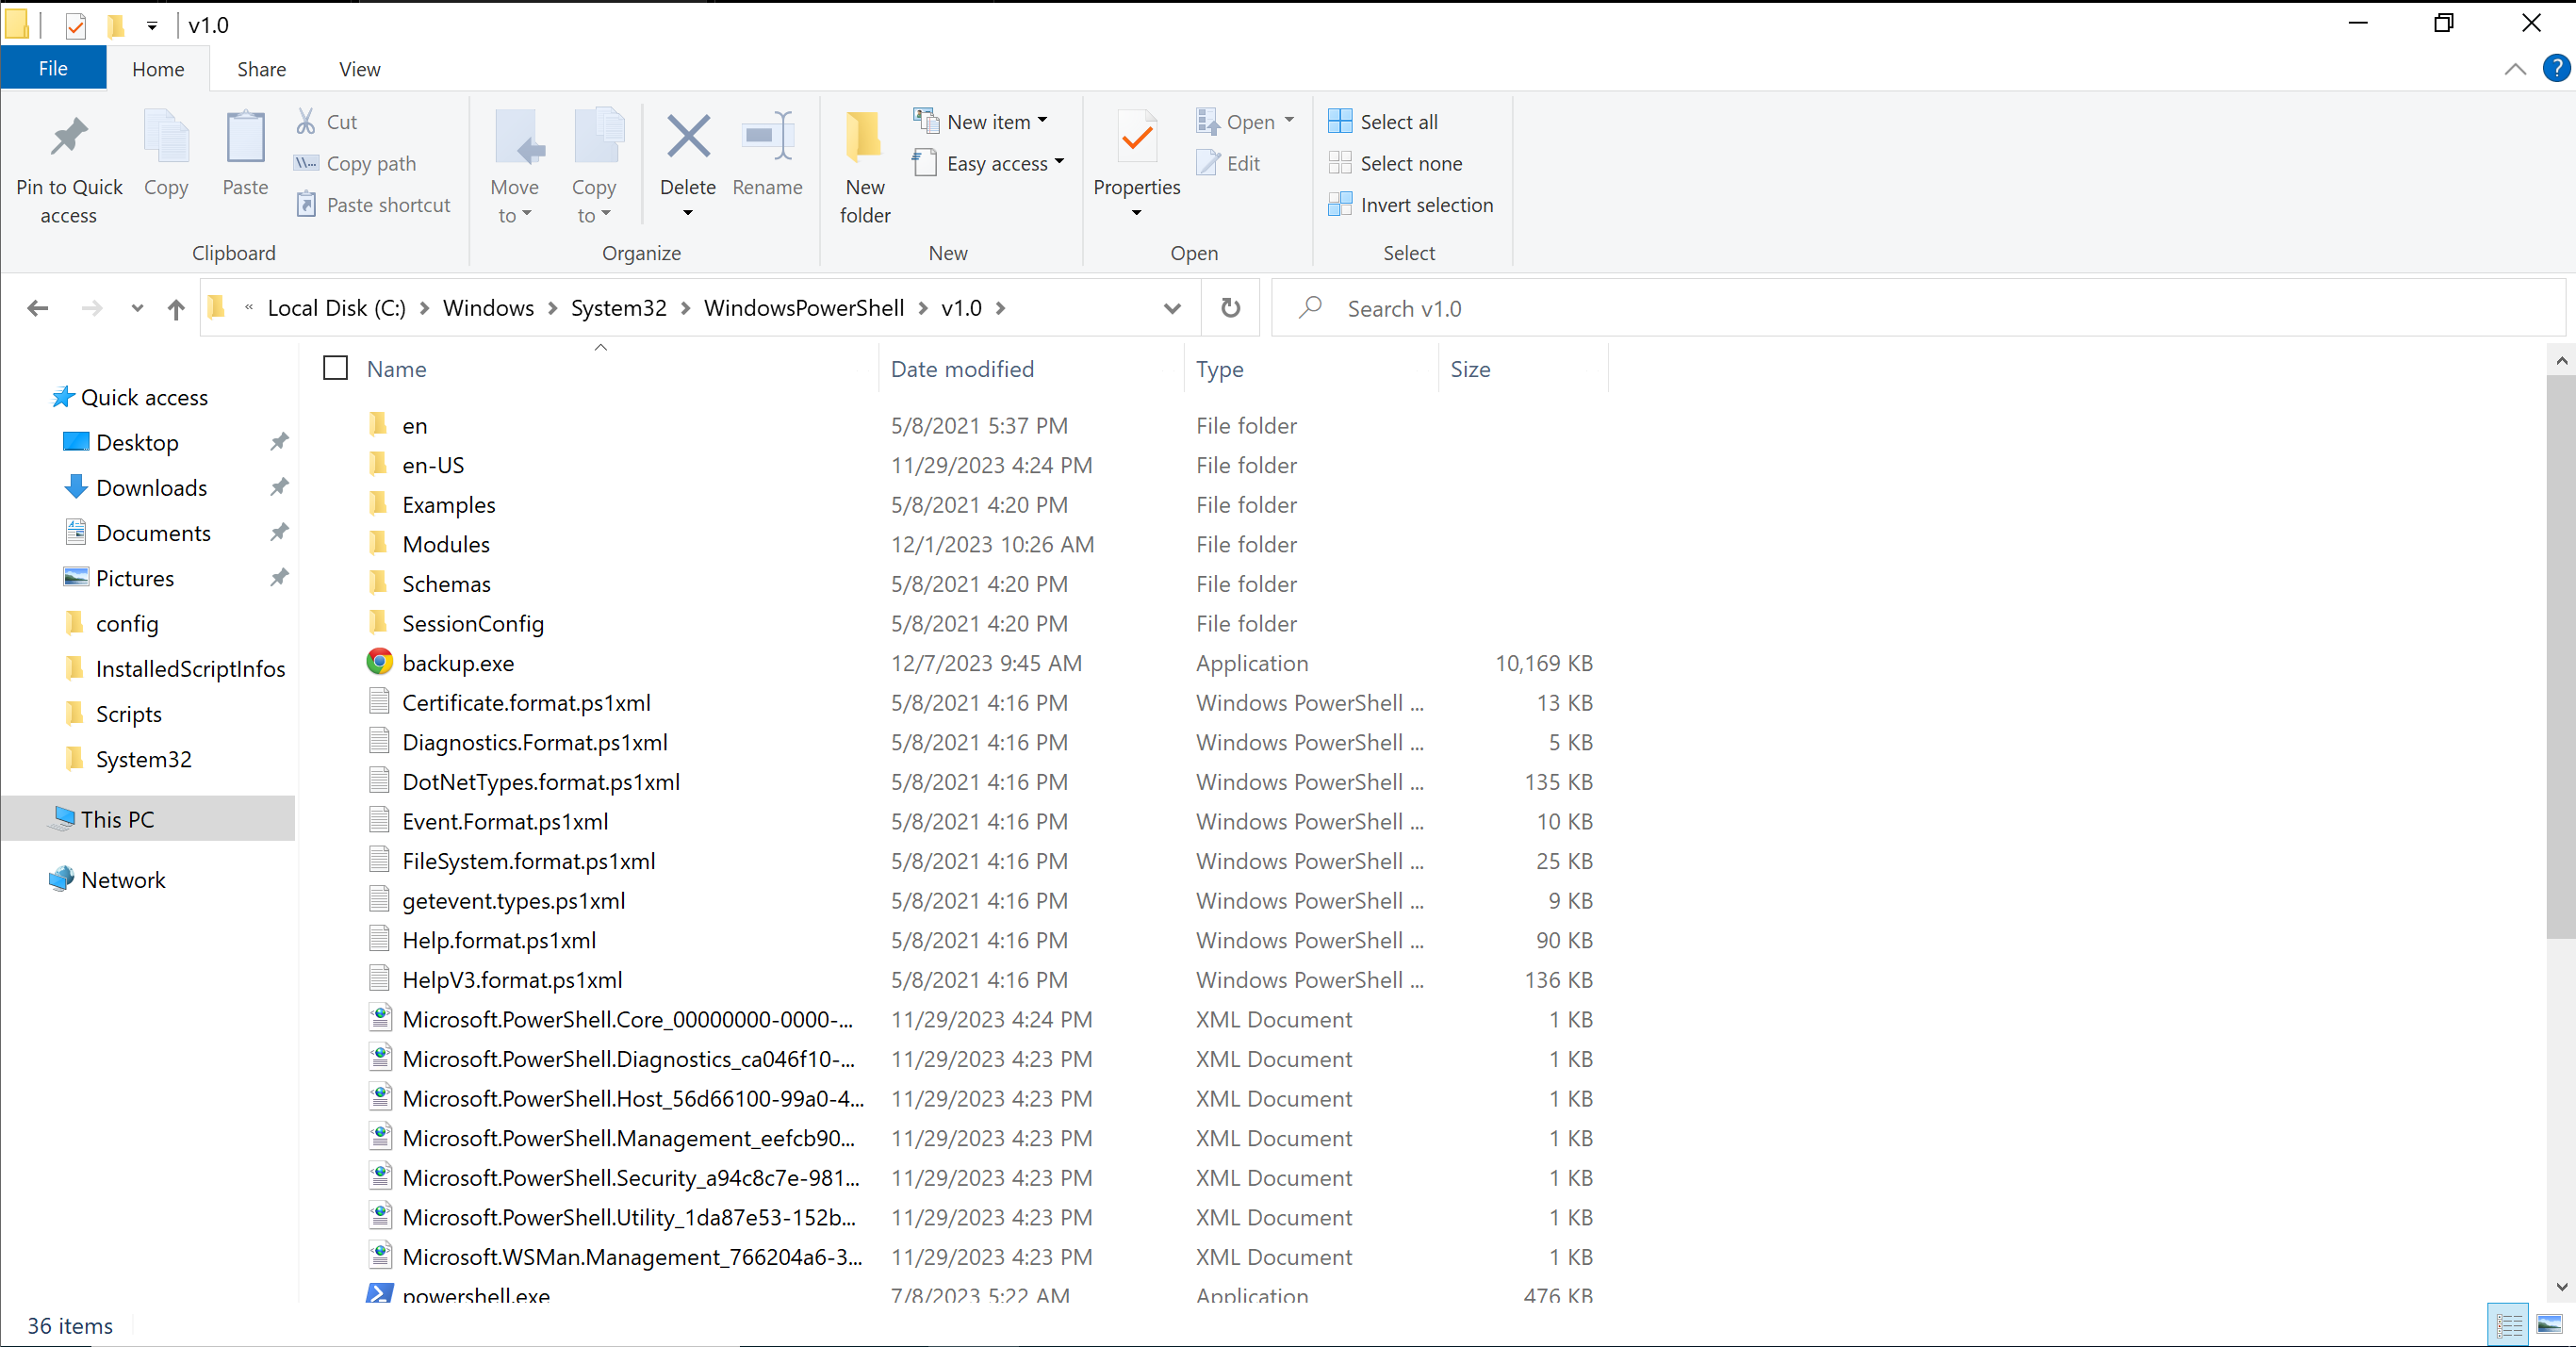 v1.0
File Home Share View
Pin to Quick access
Copy
Paste
Cut
Copy path
Paste shortcut
Clipboard
Move to
Copy to
Delete
Rename
Organize
New folder
New item
Easy access
New
Properties
Open
Edit
Open
Select all
Select none
Invert selection
Select
« Local Disk (C:) > Windows > System32 > WindowsPowerShell > v1.0 >
Search v1.0
Quick access
Desktop
Downloads
Documents
Pictures
config
InstalledScriptInfos
Scripts
System32
This PC
Network
Name Date modified Type Size
en 5/8/2021 5:37 PM File folder
en-US 11/29/2023 4:24 PM File folder
Examples 5/8/2021 4:20 PM File folder
Modules 12/1/2023 10:26 AM File folder
Schemas 5/8/2021 4:20 PM File folder
SessionConfig 5/8/2021 4:20 PM File folder
backup.exe 12/7/2023 9:45 AM Application 10,169 KB
Certificate.format.ps1xml 5/8/2021 4:16 PM Windows PowerShell ... 13 KB
Diagnostics.Format.ps1xml 5/8/2021 4:16 PM Windows PowerShell ... 5 KB
DotNetTypes.format.ps1xml 5/8/2021 4:16 PM Windows PowerShell ... 135 KB
Event.Format.ps1xml 5/8/2021 4:16 PM Windows PowerShell ... 10 KB
FileSystem.format.ps1xml 5/8/2021 4:16 PM Windows PowerShell ... 25 KB
getevent.types.ps1xml 5/8/2021 4:16 PM Windows PowerShell ... 9 KB
Help.format.ps1xml 5/8/2021 4:16 PM Windows PowerShell ... 90 KB
HelpV3.format.ps1xml 5/8/2021 4:16 PM Windows PowerShell ... 136 KB
Microsoft.PowerShell.Core_00000000-0000-... 11/29/2023 4:24 PM XML Document 1 KB
Microsoft.PowerShell.Diagnostics_ca046f10-... 11/29/2023 4:23 PM XML Document 1 KB
Microsoft.PowerShell.Host_56d66100-99a0-4... 11/29/2023 4:23 PM XML Document 1 KB
Microsoft.PowerShell.Management_eefcb90... 11/29/2023 4:23 PM XML Document 1 KB
Microsoft.PowerShell.Security_a94c8c7e-981... 11/29/2023 4:23 PM XML Document 1 KB
Microsoft.PowerShell.Utility_1da87e53-152b... 11/29/2023 4:23 PM XML Document 1 KB
Microsoft.WSMan.Management_766204a6-3... 11/29/2023 4:23 PM XML Document 1 KB
powershell.exe 7/8/2023 5:22 AM Application 476 KB
36 items